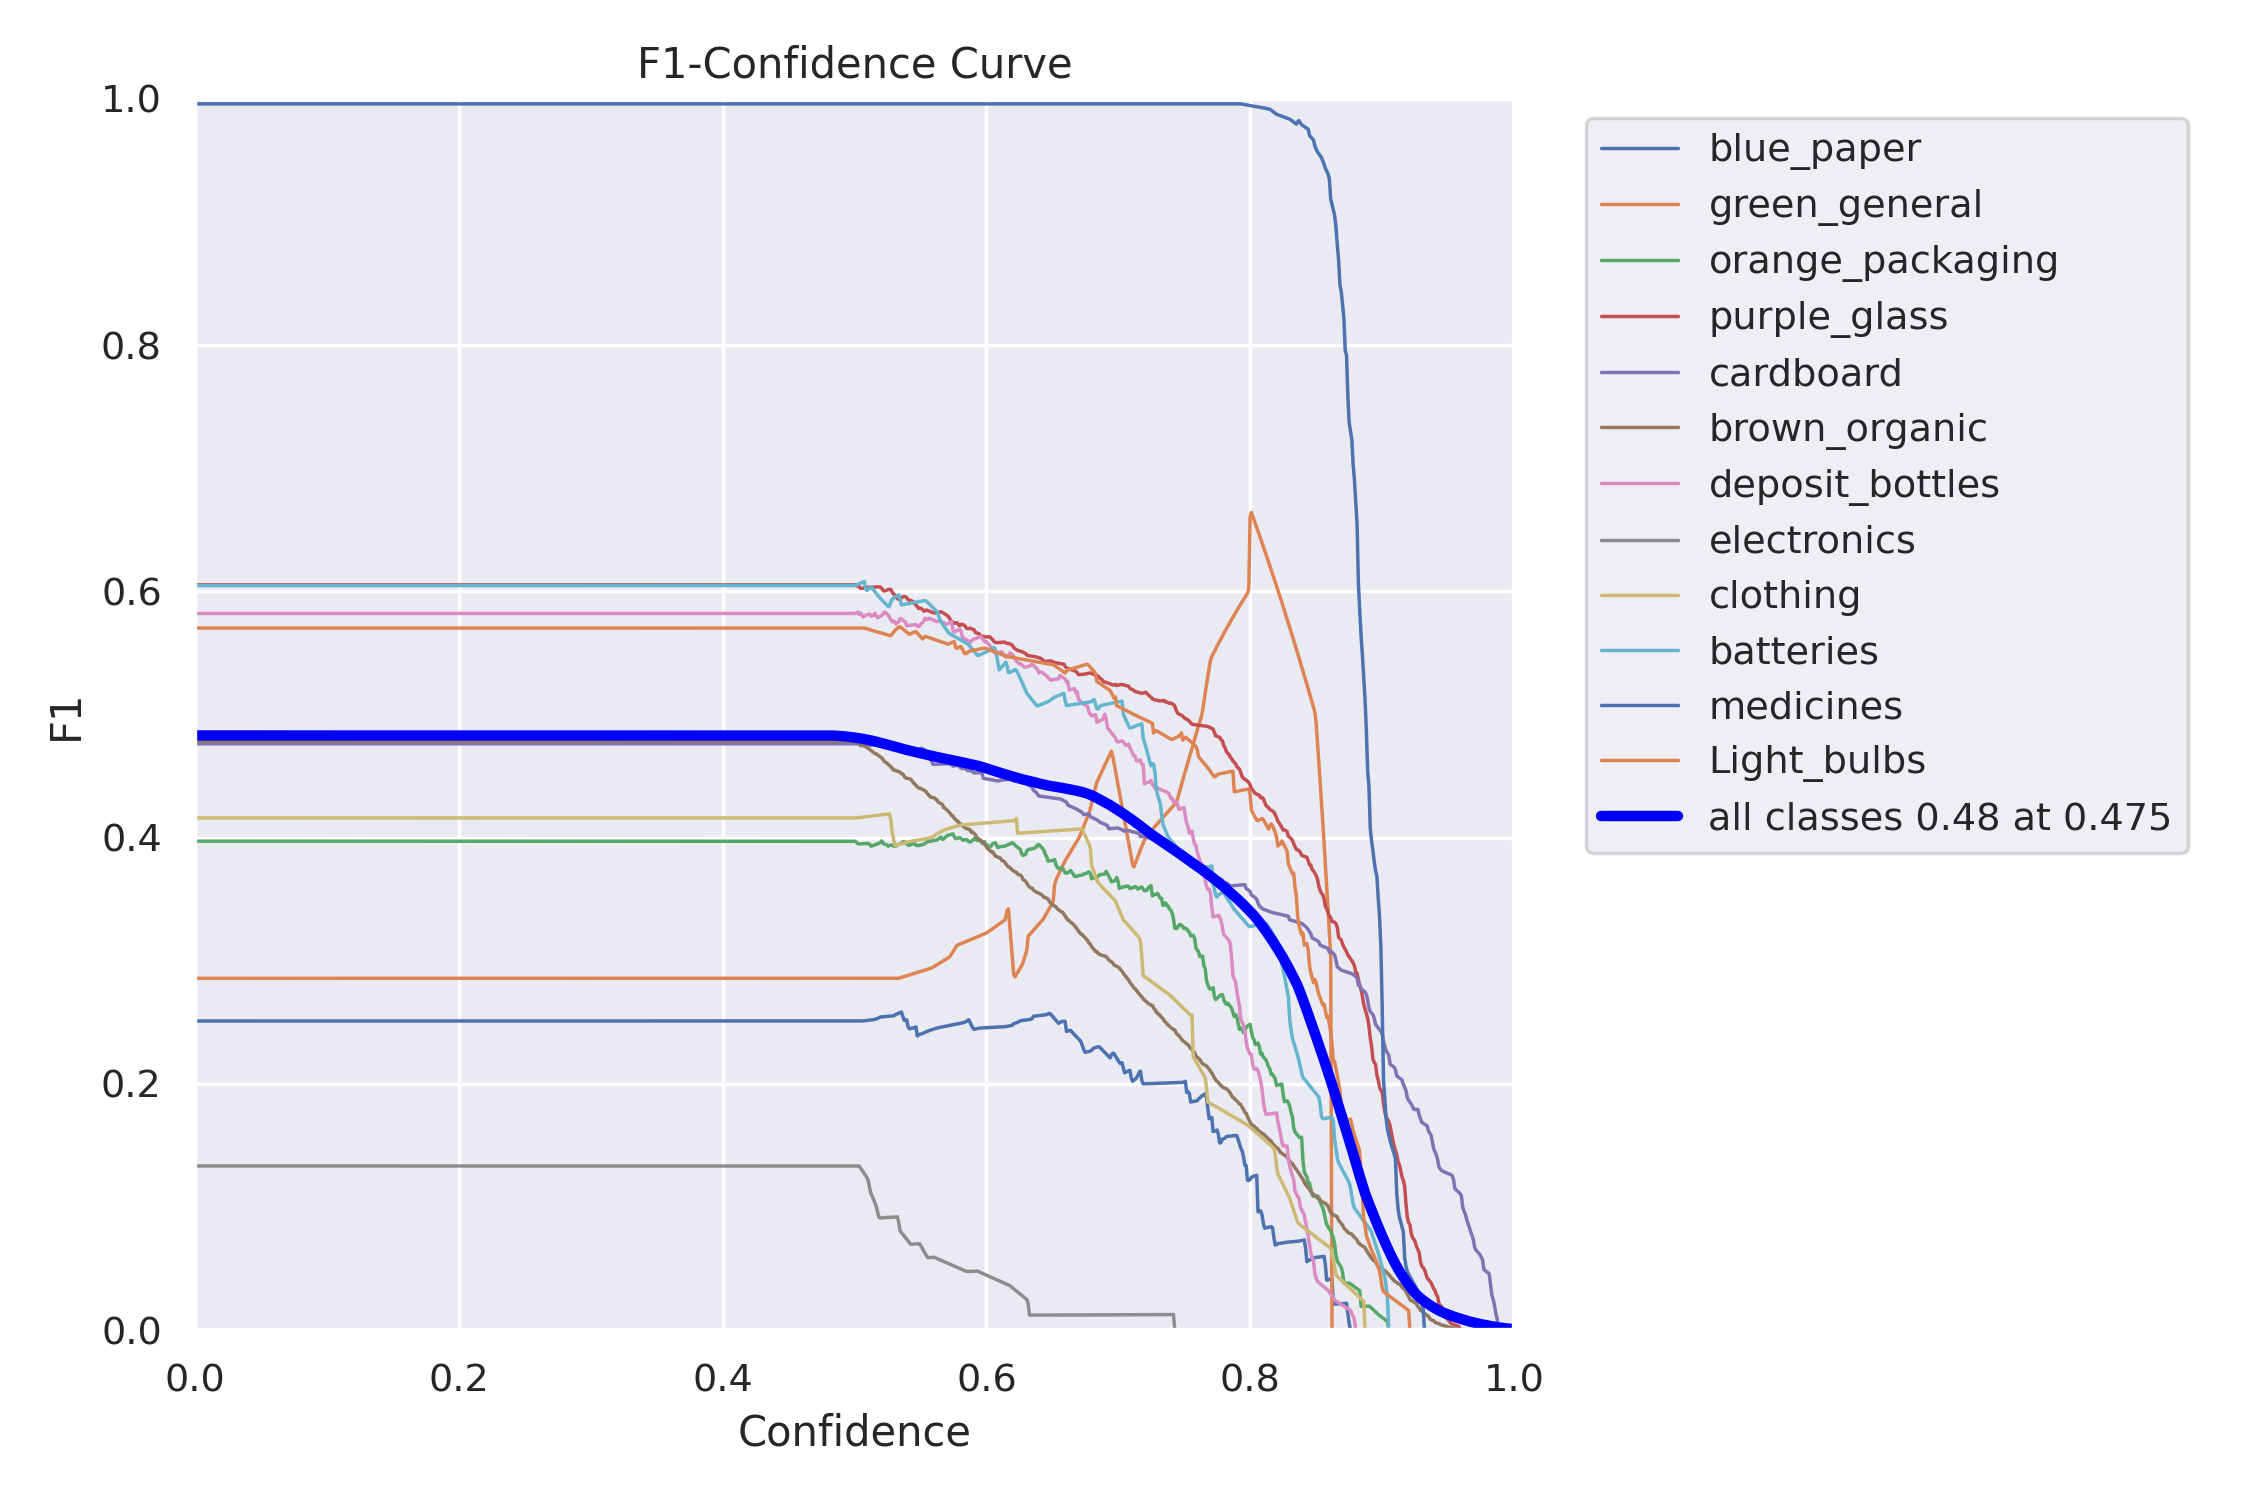 F1-Confidence Curve
1.0
0.8
0.6
0.4
0.2
0.0
F1
0.0 0.2 0.4 0.6 0.8 1.0
Confidence
blue_paper
green_general
orange_packaging
purple_glass
cardboard
brown_organic
deposit_bottles
electronics
clothing
batteries
medicines
Light_bulbs
all classes 0.48 at 0.475